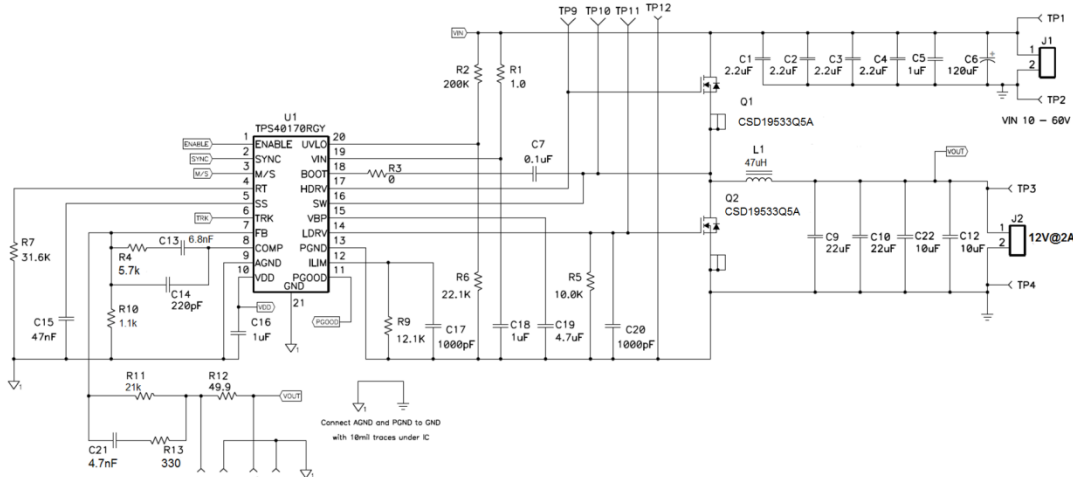 TP9 TP10 TP11 TP12
TP1
VIN
J1
1
2
TP2
VIN 10 – 60V
R2
200K
R1
1.0
C1
2.2uF
C2
2.2uF
C3
2.2uF
C4
2.2uF
C5
1uF
C6
120uF
+
Q1
CSD19533Q5A
U1
TPS40170RGY
ENABLE
SYNC
M/S
TRK
1 ENABLE UVLO 20
2 SYNC VIN 19
3 M/S BOOT 18
4 RT HDRV 17
5 SS SW 16
6 TRK VBP 15
7 FB LDRV 14
8 COMP PGND 13
9 AGND ILIM 12
10 VDD PGOOD 11
GND
21
C7
0.1uF
R3
0
L1
47uH
VOUT
Q2
CSD19533Q5A
TP3
J2
1
2
12V@2A
TP4
C9
22uF
C10
22uF
C22
10uF
C12
10uF
R7
31.6K
C13
6.8nF
R4
5.7k
C14
220pF
R10
1.1k
C15
47nF
VDD
C16
1uF
PGOOD
R9
12.1K
C17
1000pF
R6
22.1K
C18
1uF
C19
4.7uF
R5
10.0K
C20
1000pF
1
1
R11
21k
R12
49.9
VOUT
C21
4.7nF
R13
330
1
1
Connect AGND and PGND to GND
with 10mil traces under IC